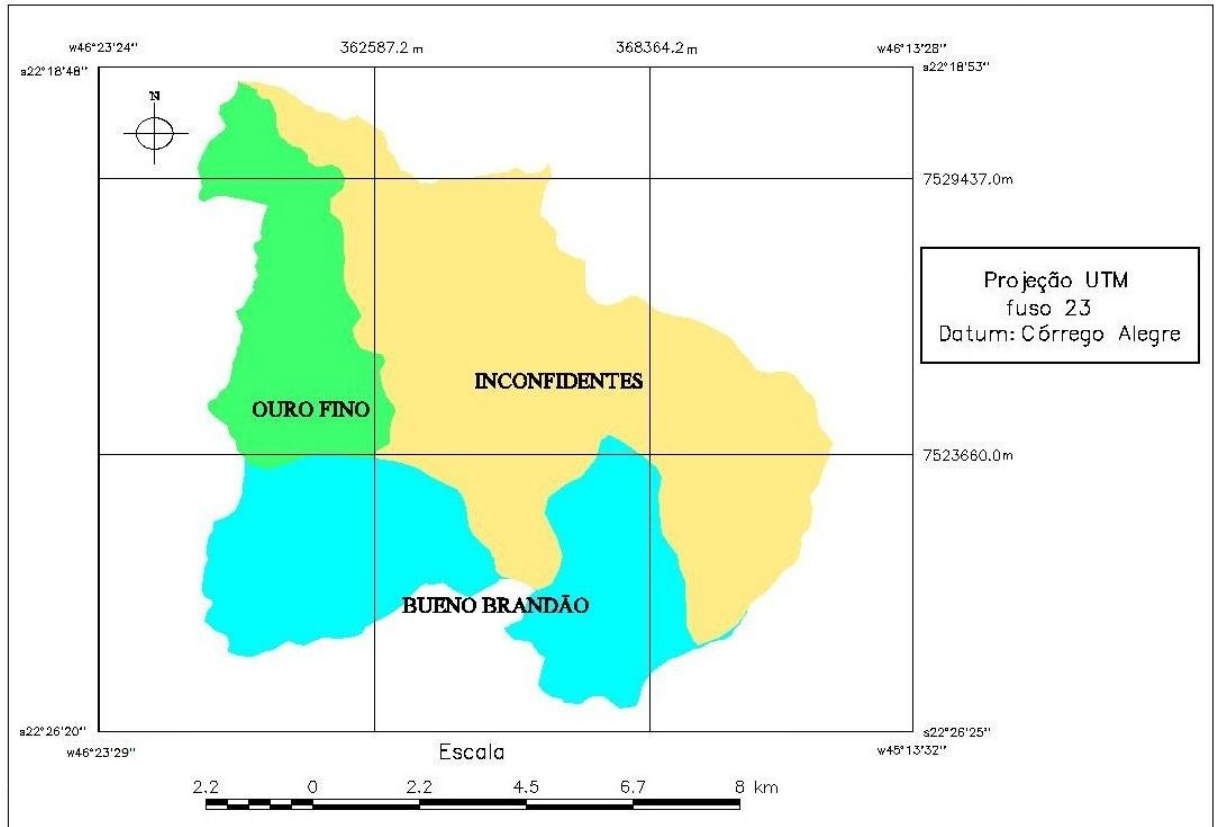 w46°23'24" 362587.2 m 368364.2 m w46°13'28"
s22°18'48" s22°18'53"
N
7529437.0m
Projeção UTM
fuso 23
Datum: Córrego Alegre
INCONFIDENTES
OURO FINO
7523660.0m
BUENO BRANDÃO
s22°26'20" s22°26'25"
w46°23'29" Escala w45°13'32"
2.2 0 2.2 4.5 6.7 8 km